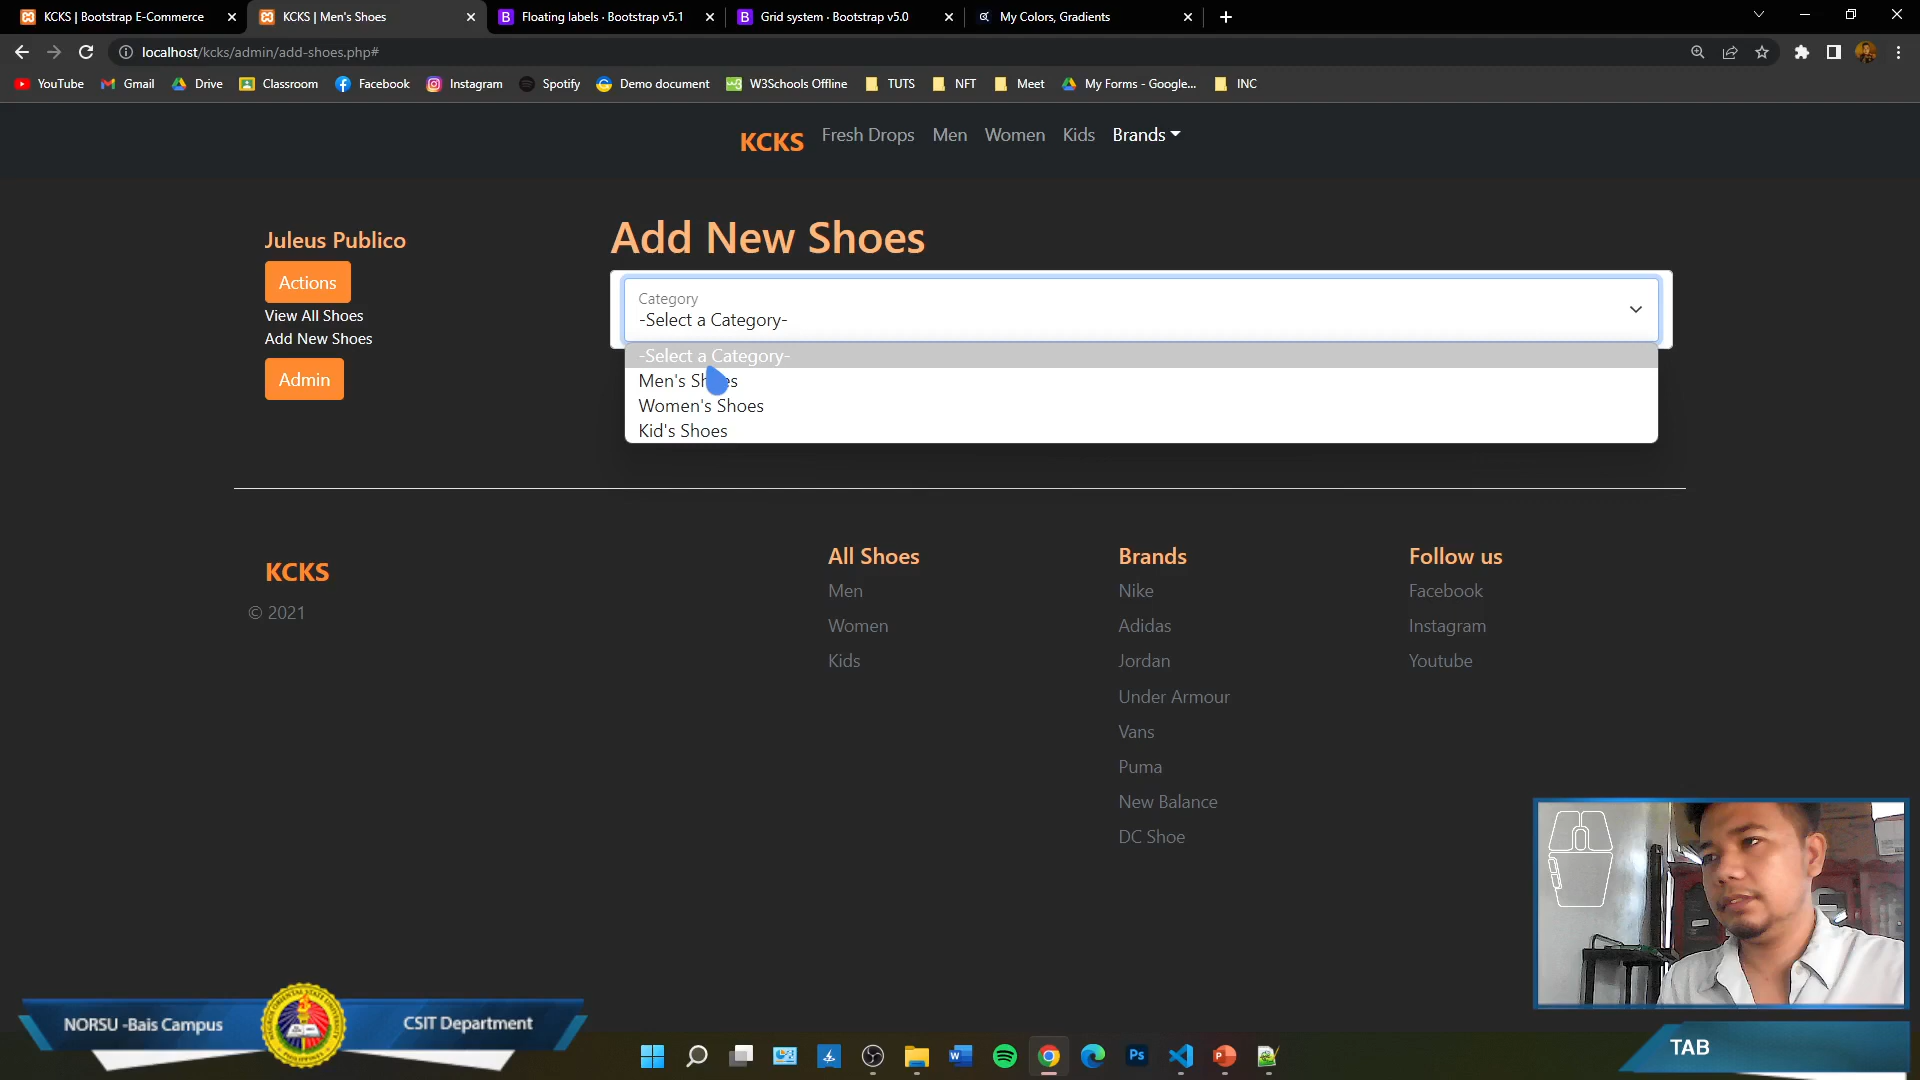 KCKS | Bootstrap E-Commerce
KCKS | Men's Shoes
Floating labels · Bootstrap v5.1
Grid system · Bootstrap v5.0
My Colors, Gradients
localhost/kcks/admin/add-shoes.php#
YouTube
Gmail
Drive
Classroom
Facebook
Instagram
Spotify
Demo document
W3Schools Offline
TUTS
NFT
Meet
My Forms - Google...
INC
KCKS
Fresh Drops
Men
Women
Kids
Brands
Juleus Publico
Actions
View All Shoes
Add New Shoes
Admin
Add New Shoes
Category
-Select a Category-
-Select a Category-
Men's Shoes
Women's Shoes
Kid's Shoes
KCKS
© 2021
All Shoes
Men
Women
Kids
Brands
Nike
Adidas
Jordan
Under Armour
Vans
Puma
New Balance
DC Shoe
Follow us
Facebook
Instagram
Youtube
NORSU -Bais Campus
CSIT Department
TAB